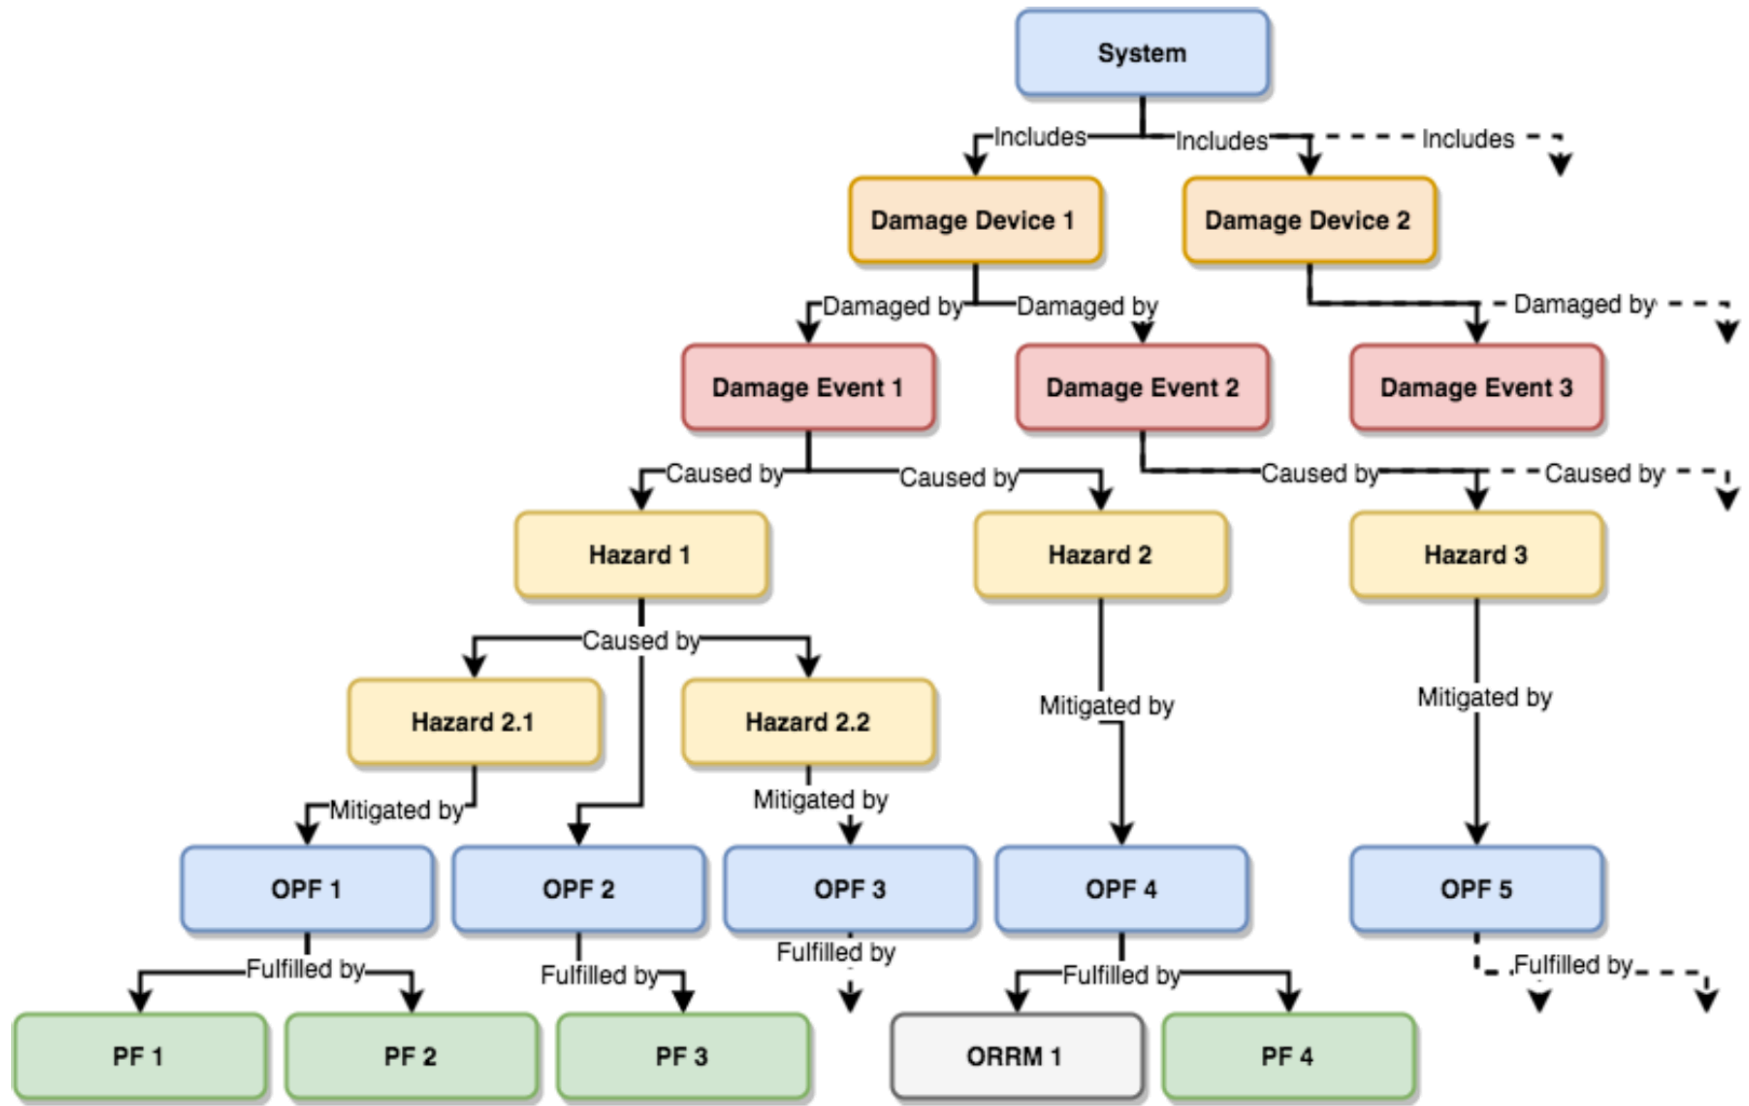 System
Includes
Includes
Includes
Damage Device 1
Damage Device 2
Damaged by
Damaged by
Damaged by
Damage Event 1
Damage Event 2
Damage Event 3
Caused by
Caused by
Caused by
Caused by
Hazard 1
Hazard 2
Hazard 3
Caused by
Hazard 2.1
Hazard 2.2
Mitigated by
Mitigated by
Mitigated by
Mitigated by
OPF 1
OPF 2
OPF 3
OPF 4
OPF 5
Fulfilled by
Fulfilled by
Fulfilled by
Fulfilled by
Fulfilled by
PF 1
PF 2
PF 3
ORRM 1
PF 4